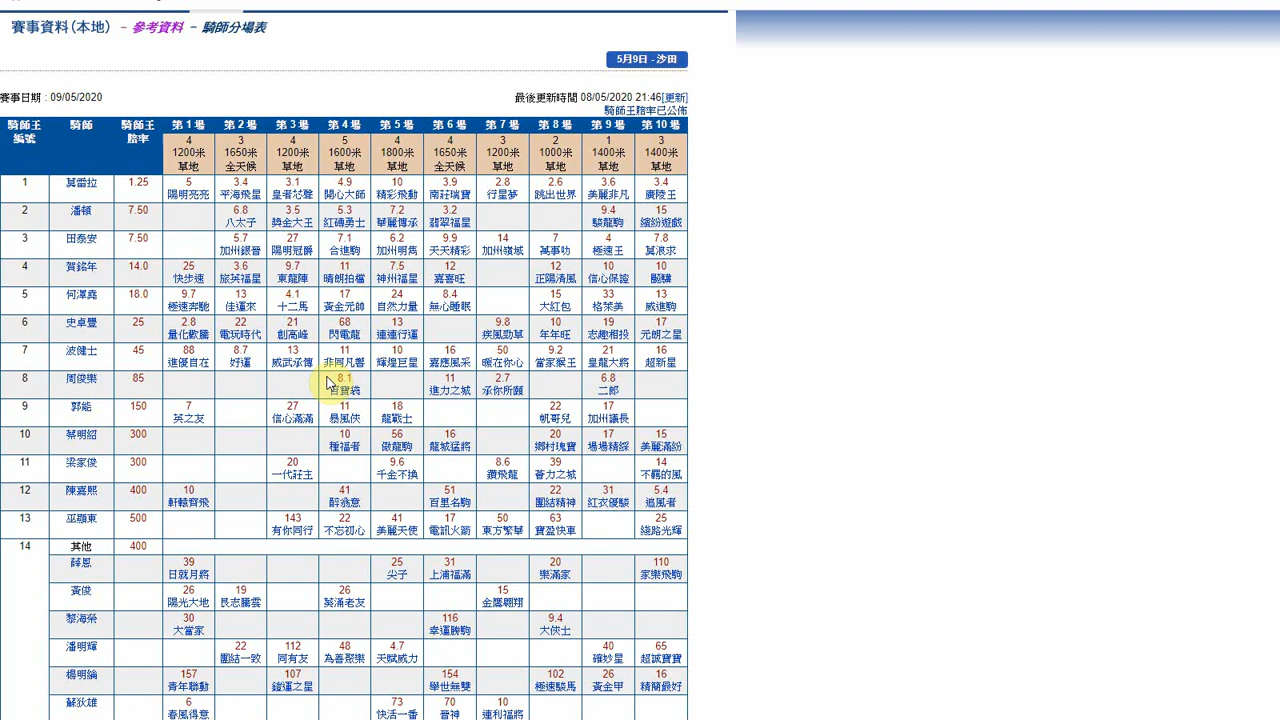 賽事資料(本地) - 參考資料 - 騎師分場表
5月9日 - 沙田
賽事日期 : 09/05/2020 最後更新時間 08/05/2020 21:46[更新]
騎師王賠率已公佈
騎師王編號 騎師 騎師王賠率 第 1 場 第 2 場 第 3 場 第 4 場 第 5 場 第 6 場 第 7 場 第 8 場 第 9 場 第 10 場
4 3 4 5 4 4 3 2 1 3
1200米 1650米 1200米 1600米 1800米 1650米 1200米 1000米 1400米 1400米
草地 全天候 草地 草地 草地 全天候 草地 草地 草地 草地
1 莫雷拉 1.25 5 3.4 3.1 4.9 10 3.9 2.8 2.6 3.6 3.4
陽明亮亮 平海飛星 皇者芯聲 開心大師 精彩飛動 南莊瑞寶 行星夢 跳出世界 美麗非凡 廣陵王
2 潘頓 7.50 6.8 3.5 5.3 7.2 3.2 9.4 15
八太子 獎金大王 紅磚勇士 華麗傳承 翡翠福星 駿龍駒 繽紛遊戲
3 田泰安 7.50 5.7 27 7.1 6.2 9.9 14 7 4 7.8
加州銀晉 陽明冠爵 合進駒 加州明雋 天天精彩 加州嶺域 萬事叻 極速王 莫浪求
4 賀銘年 14.0 25 3.6 9.7 11 7.5 12 12 10 10
快步速 旅英福星 東龍陣 晴朗拍檔 神州福星 嘉喜旺 正陽清風 信心保證
5 何澤堯 18.0 9.7 13 4.1 17 24 8.4 15 33 13
極速奔馳 佳運來 十二馬 黃金元帥 自然力量 無心睡眠 大紅包 格萊美 威進駒
6 史卓豐 25 2.8 22 21 68 13 9.8 10 19 17
量化歡騰 電玩時代 創高峰 閃電龍 連連行運 疾風勁草 年年旺 志趣相投 元朗之星
7 波健士 45 88 8.7 13 11 10 16 50 9.2 21 16
進優自在 好運 威武承傳 非同凡響 輝煌巨星 嘉應風采 暖在你心 當家猴王 皇龍大將 超新星
8 周俊樂 85 8.1 11 2.7 6.8
百寶袋 進力之城 承你所願 二郎
9 郭能 150 7 27 11 18 22 17
英之友 信心滿滿 暴風俠 龍戰士 帆哥兒 加州議長
10 蔡明紹 300 10 56 16 20 17 15
種福者 傲龍駒 龍城猛將 鄉村瑰寶 場場精綵 美麗滿紛
11 梁家俊 300 20 9.6 8.6 39 14
一代莊主 千金不換 鑽飛龍 蒼力之城 不羈的風
12 陳嘉熙 400 10 41 51 22 31 5.4
軒轅齊飛 醉翁意 百里名駒 團結精神 紅衣優駿 追風者
13 巫顯東 500 143 22 41 17 50 63 25
有你同行 不忘初心 美麗天使 電訊火箭 東方繁華 寶盈快車 綫路光輝
14 其他 400
薛恩 39 25 31 20 110
日就月將 尖子 上浦福滿 樂滿家 家樂飛駒
黃俊 26 19 26 15
陽光大地 艮志騰雲 英涌老友 金鷹翱翔
黎海榮 30 116 9.4
大當家 幸運勝駒 大俠士
潘明輝 22 112 48 4.7 40 65
團結一致 同有友 為善聚樂 天賦威力 確妙星 超誠寶寶
楊明綸 157 107 154 102 26 16
青年聯動 鐘運之星 舉世無雙 極速駿馬 黃金甲 精簡最好
蘇狄雄 6 73 70 10
春風得意 快活一番 晉神 連利福將